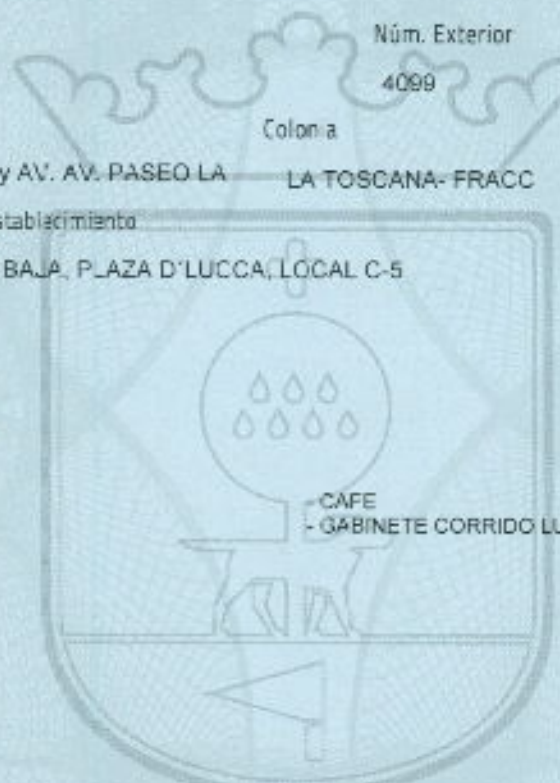 Núm. Exterior
4099
Colonia
y AV. AV. PASEO LA LA TOSCANA- FRACC
stablecimiento
BAJA, PLAZA D'LUCCA, LOCAL C-5
- CAFE
- GABINETE CORRIDO LU